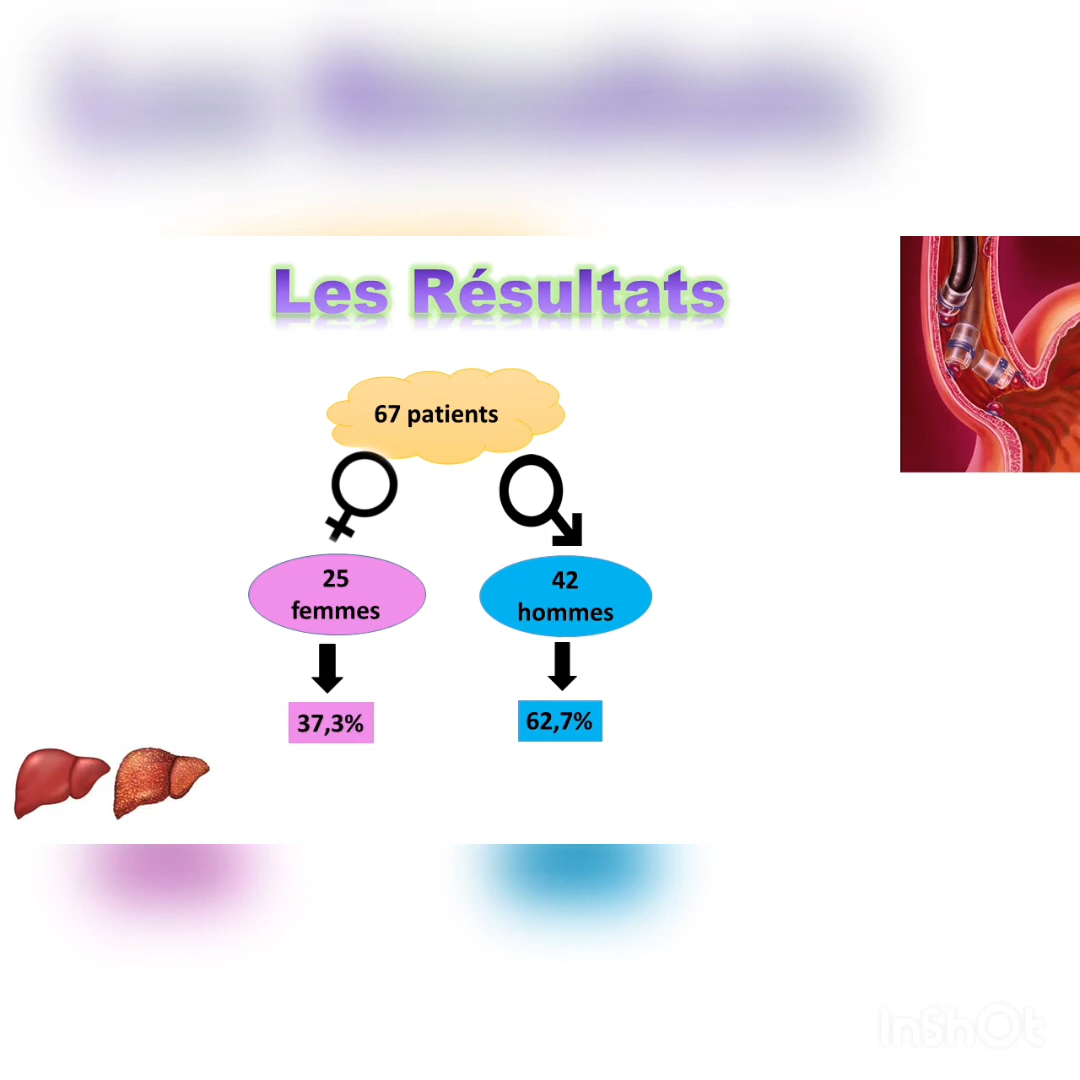 Les Résultats
67 patients
25
femmes
42
hommes
37,3%
62,7%
InShOt